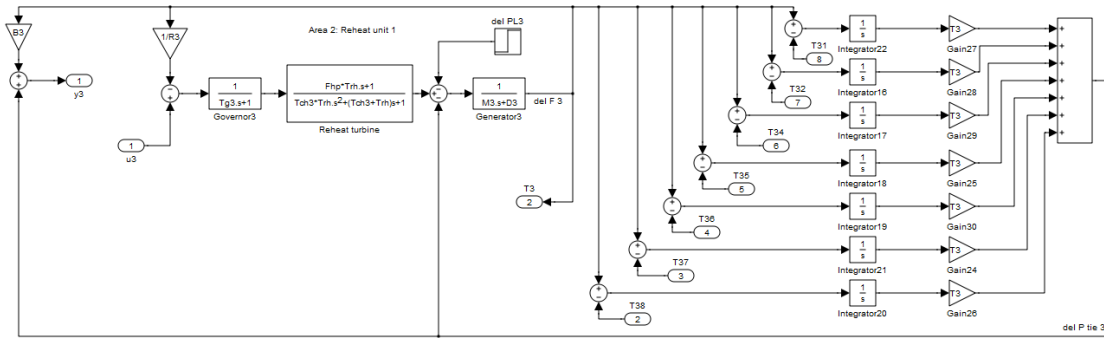 B3
1/R3
Area 2: Reheat unit 1
del PL3
y3
1
u3
1
1
Tg3.s+1
Governor3
Fhp*Trh.s+1
Tch3*Trh.s²+(Tch3+Trh)s+1
Reheat turbine
1
M3.s+D3
Generator3
del F 3
T3
2
T31
8
1
s
Integrator22
T3
Gain27
T32
7
1
s
Integrator16
T3
Gain28
T34
6
1
s
Integrator17
T3
Gain29
T35
5
1
s
Integrator18
T3
Gain25
T36
4
1
s
Integrator19
T3
Gain30
T37
3
1
s
Integrator21
T3
Gain24
T38
2
1
s
Integrator20
T3
Gain26
del P tie 3